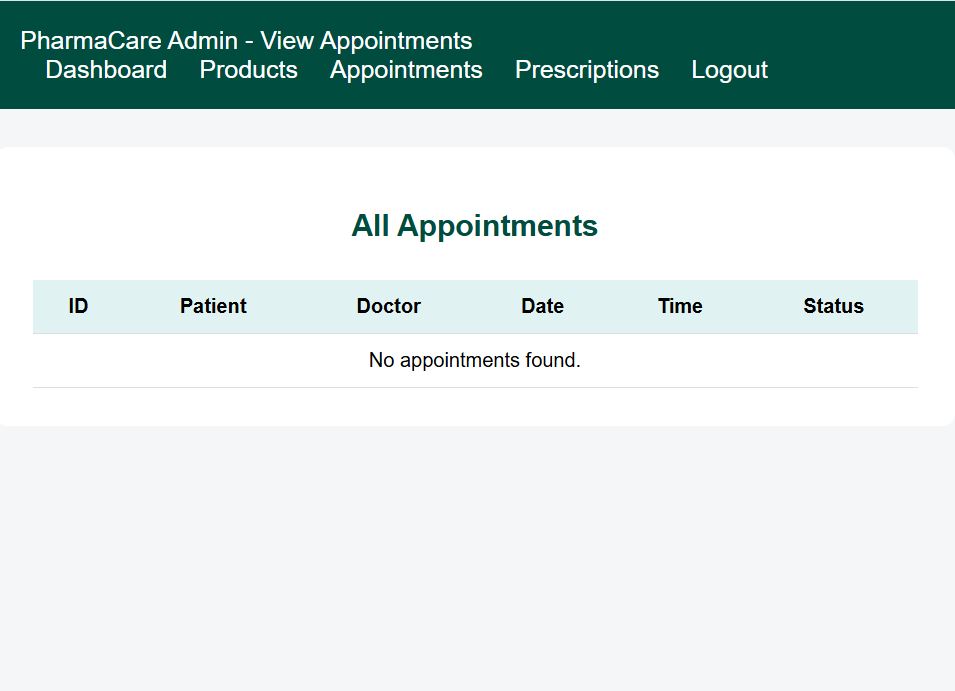 PharmaCare Admin - View Appointments
Dashboard Products Appointments Prescriptions Logout
All Appointments
ID Patient Doctor Date Time Status
No appointments found.